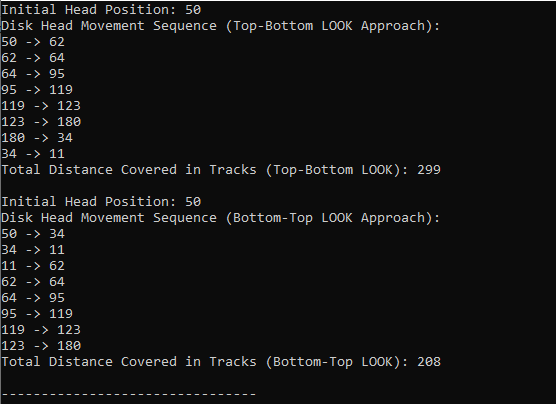 Initial Head Position: 50
Disk Head Movement Sequence (Top-Bottom LOOK Approach):
50 -> 62
62 -> 64
64 -> 95
95 -> 119
119 -> 123
123 -> 180
180 -> 34
34 -> 11
Total Distance Covered in Tracks (Top-Bottom LOOK): 299
Initial Head Position: 50
Disk Head Movement Sequence (Bottom-Top LOOK Approach):
50 -> 34
34 -> 11
11 -> 62
62 -> 64
64 -> 95
95 -> 119
119 -> 123
123 -> 180
Total Distance Covered in Tracks (Bottom-Top LOOK): 208
--------------------------------